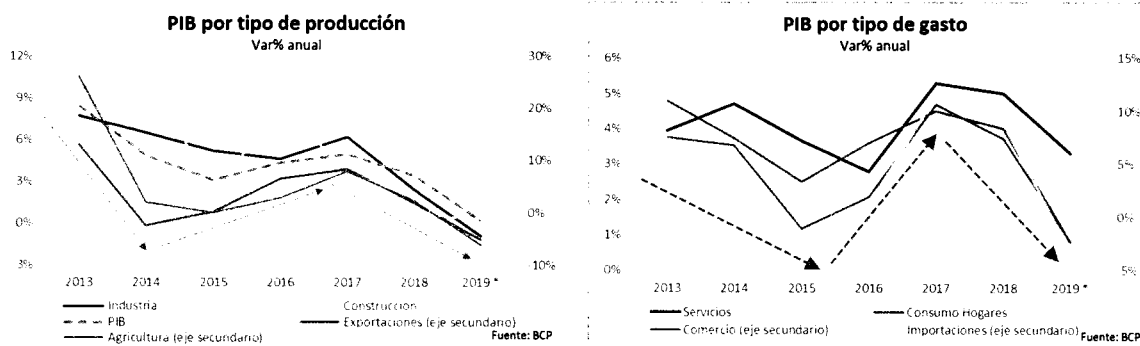 PIB por tipo de producción
Var% anual
12%
9%
6%
3%
0%
3%
30%
20%
10%
0%
-10%
2013 2014 2015 2016 2017 2018 2019 *
Industria
Construccion
PIB
Exportaciones (eje secundario)
Agricultura (eje secundario)
Fuente: BCP
PIB por tipo de gasto
Var% anual
6%
5%
4%
3%
2%
1%
0%
15%
10%
5%
0%
5%
2013 2014 2015 2016 2017 2018 2019 *
Servicios
Consumo Hogares
Comercio (eje secundario)
Importaciones (eje secundario)
Fuente: BCP